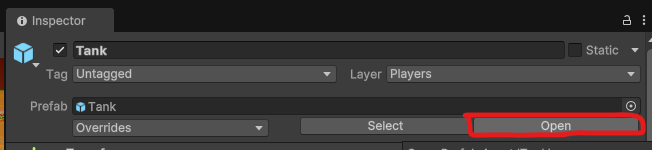 Inspector
Tank
Static
Tag Untagged Layer Players
Prefab Tank
Overrides Select Open